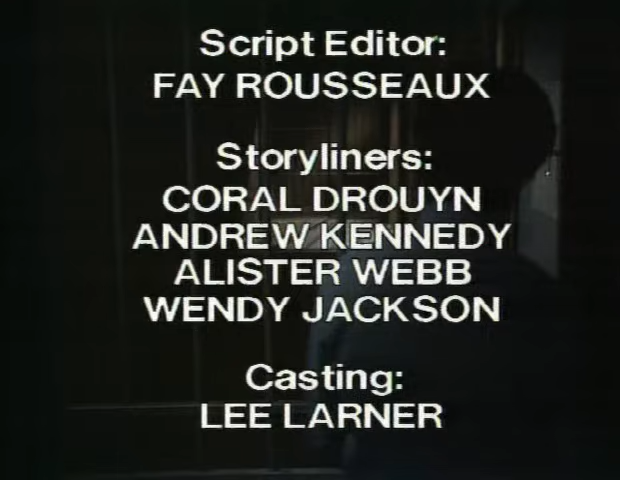 Script Editor:
FAY ROUSSEAUX
Storyliners:
CORAL DROUYN
ANDREW KENNEDY
ALISTER WEBB
WENDY JACKSON
Casting:
LEE LARNER